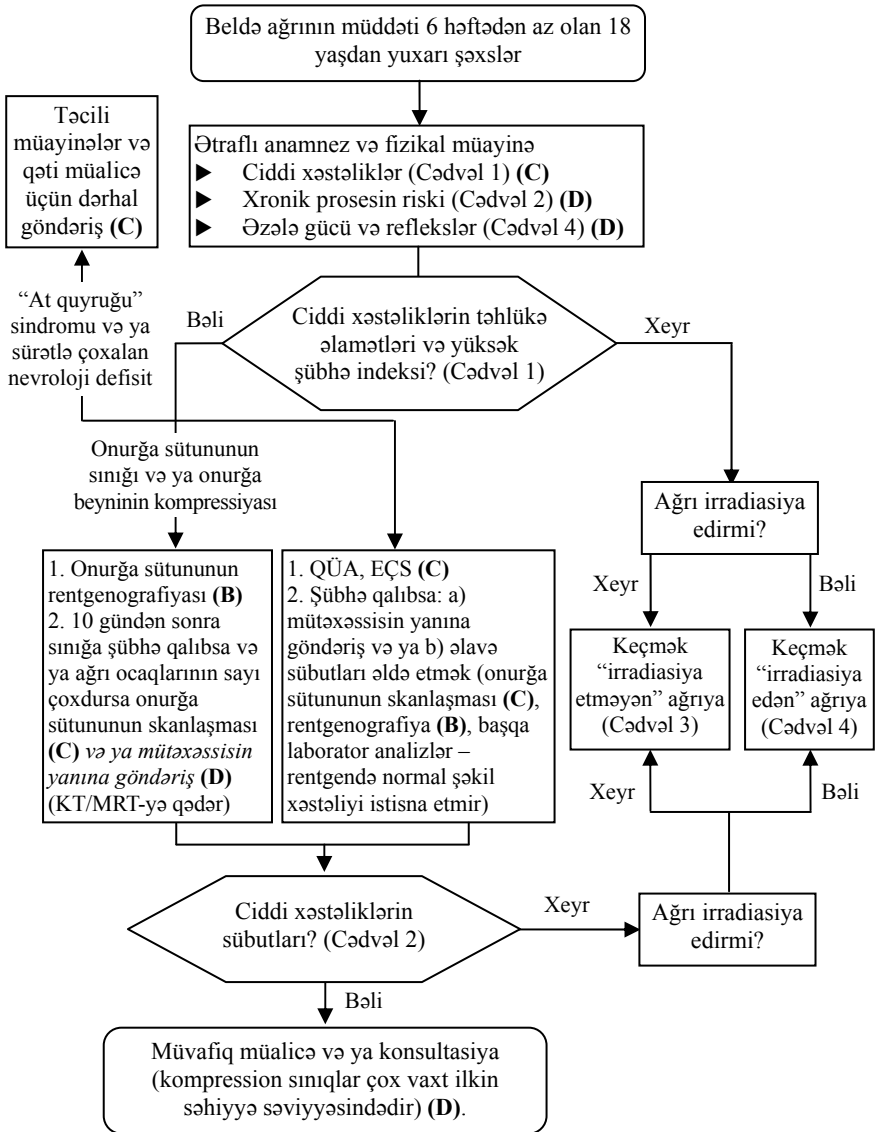 Beldə ağrının müddəti 6 həftədən az olan 18
yaşdan yuxarı şəxslər
Təcili
müayinələr və
qəti müalicə
üçün dərhal
göndəriş (C)
Ətraflı anamnez və fizikal müayinə
▶ Ciddi xəstəliklər (Cədvəl 1) (C)
▶ Xronik prosesin riski (Cədvəl 2) (D)
▶ Əzələ gücü və reflekslər (Cədvəl 4) (D)
“At quyruğu”
sindromu və ya
sürətlə çoxalan
nevroloji defisit
Bəli
Ciddi xəstəliklərin təhlükə
əlamətləri və yüksək
şübhə indeksi? (Cədvəl 1)
Xeyr
Onurğa sütununun
sınığı və ya onurğa
beyninin kompressiyası
Ağrı irradiasiya
edirmi?
1. Onurğa sütununun
rentgenoqrafiyası (B)
2. 10 gündən sonra
sınığa şübhə qalıbsa və
ya ağrı ocaqlarının sayı
çoxdursa onurğa
sütununun skanlaşması
(C) və ya mütəxəssisin
yanına göndəriş (D)
(KT/MRT-yə qədər)
1. QÜA, EÇS (C)
2. Şübhə qalıbsa: a)
mütəxəssisin yanına
göndəriş və ya b) əlavə
sübutları əldə etmək (onurğa
sütununun skanlaşması (C),
rentgenoqrafiya (B), başqa
laborator analizlər –
rentgendə normal şəkil
xəstəliyi istisna etmir)
Xeyr
Bəli
Keçmək
“irradiasiya
etməyən” ağrıya
(Cədvəl 3)
Keçmək
“irradiasiya
edən” ağrıya
(Cədvəl 4)
Xeyr
Bəli
Ciddi xəstəliklərin
sübutları? (Cədvəl 2)
Xeyr
Ağrı irradiasiya
edirmi?
Bəli
Müvafiq müalicə və ya konsultasiya
(kompression sınıqlar çox vaxt ilkin
səhiyyə səviyyəsindədir) (D).